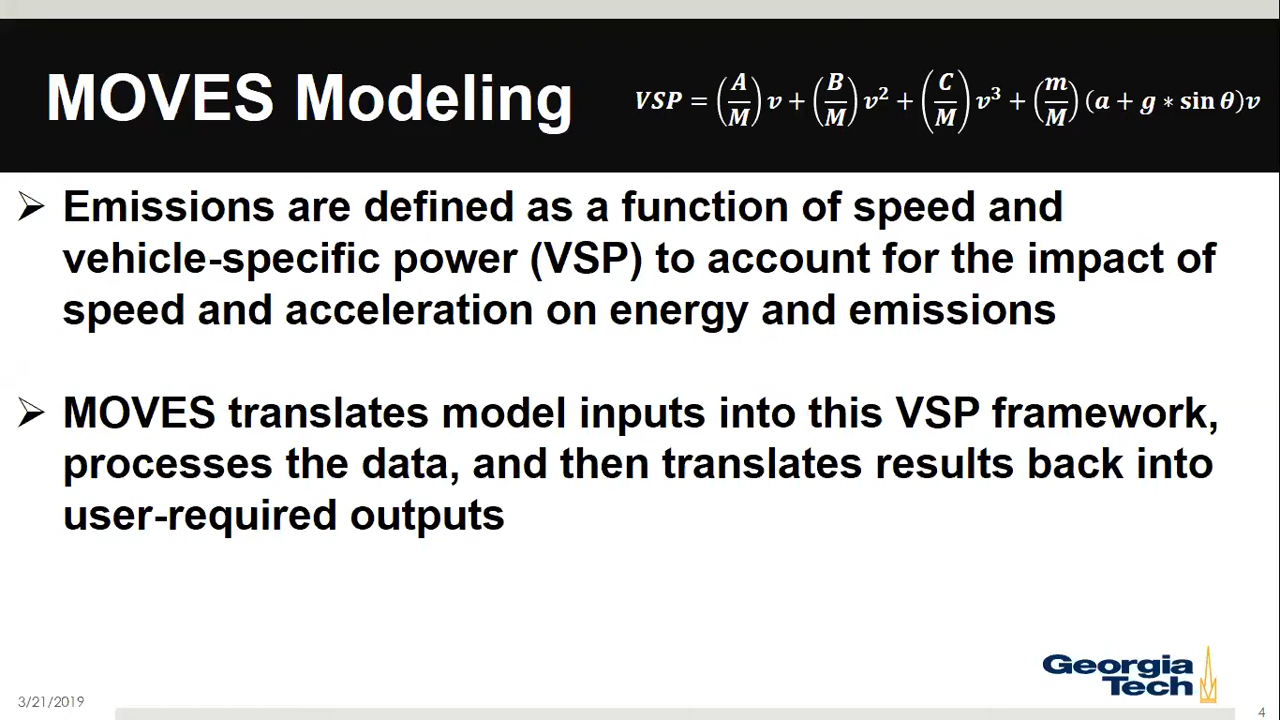 MOVES Modeling
VSP = (A/M) v + (B/M) v² + (C/M) v³ + (m/M) (a + g * sin θ)v
➢ Emissions are defined as a function of speed and
vehicle-specific power (VSP) to account for the impact of
speed and acceleration on energy and emissions
➢ MOVES translates model inputs into this VSP framework,
processes the data, and then translates results back into
user-required outputs
Georgia
Tech
3/21/2019
4